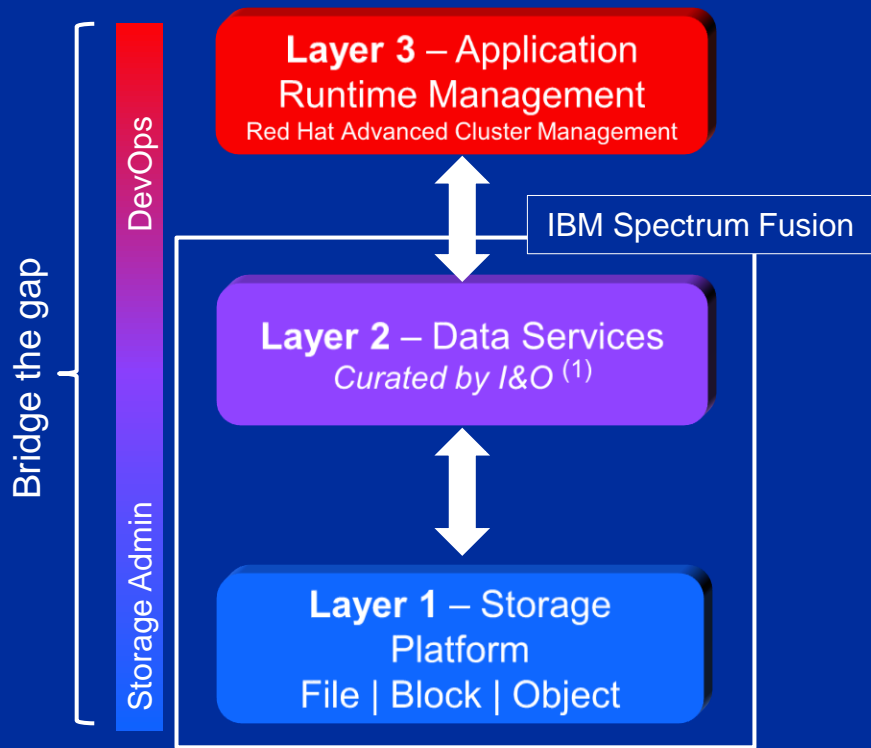 Layer 3 – Application
Runtime Management
Red Hat Advanced Cluster Management
IBM Spectrum Fusion
Layer 2 – Data Services
Curated by I&O (1)
Layer 1 – Storage
Platform
File | Block | Object
Bridge the gap
DevOps
Storage Admin